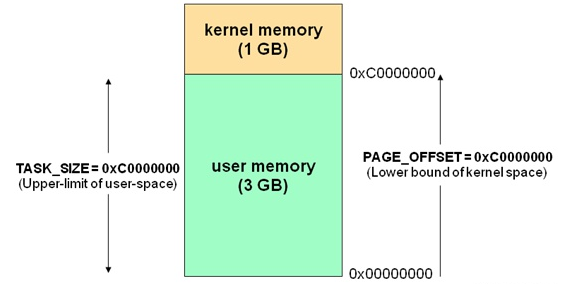 kernel memory
(1 GB)
0xC0000000
TASK_SIZE = 0xC0000000
(Upper-limit of user-space)
user memory
(3 GB)
PAGE_OFFSET = 0xC0000000
(Lower bound of kernel space)
0x00000000